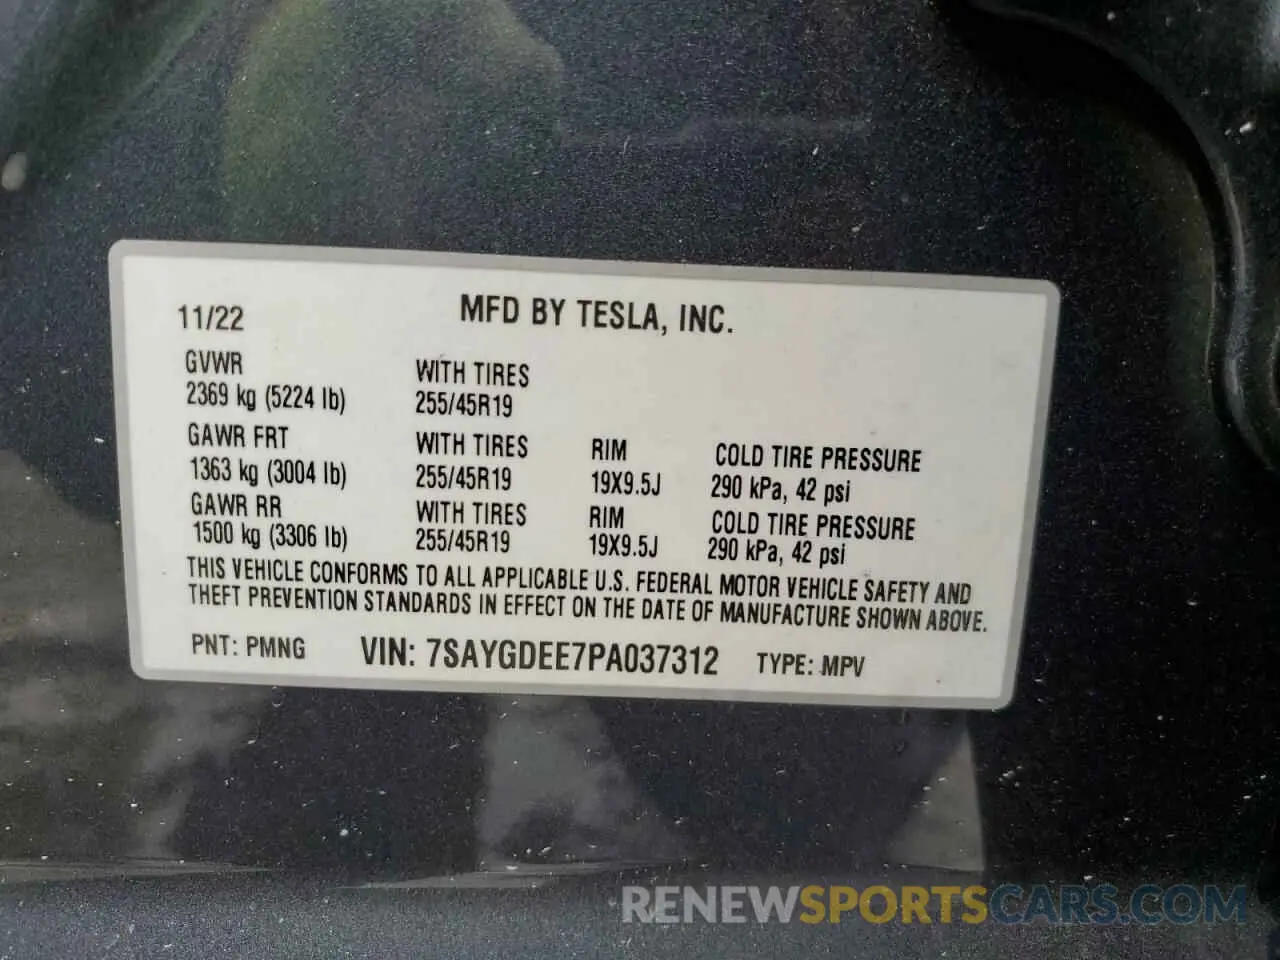 11/22 MFD BY TESLA, INC.
GVWR WITH TIRES
2369 kg (5224 lb) 255/45R19
GAWR FRT WITH TIRES RIM COLD TIRE PRESSURE
1363 kg (3004 lb) 255/45R19 19X9.5J 290 kPa, 42 psi
GAWR RR WITH TIRES RIM COLD TIRE PRESSURE
1500 kg (3306 lb) 255/45R19 19X9.5J 290 kPa, 42 psi
THIS VEHICLE CONFORMS TO ALL APPLICABLE U.S. FEDERAL MOTOR VEHICLE SAFETY AND
THEFT PREVENTION STANDARDS IN EFFECT ON THE DATE OF MANUFACTURE SHOWN ABOVE.
PNT: PMNG VIN: 7SAYGDEE7PA037312 TYPE: MPV
RENEWSPORTSCARS.COM